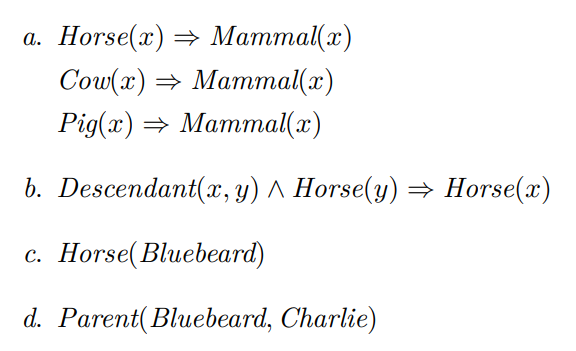 a. Horse(x) ⇒ Mammal(x)
Cow(x) ⇒ Mammal(x)
Pig(x) ⇒ Mammal(x)
b. Descendant(x, y) ∧ Horse(y) ⇒ Horse(x)
c. Horse(Bluebeard)
d. Parent(Bluebeard, Charlie)